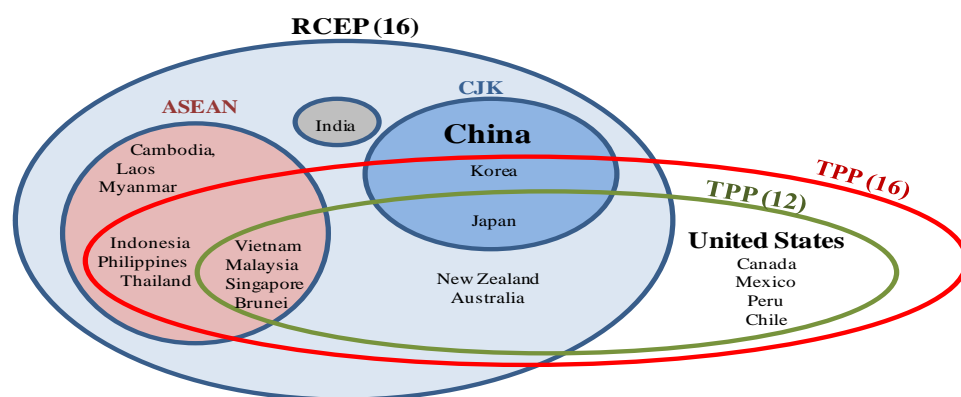 RCEP (16)
CJK
ASEAN
India
China
Cambodia,
Laos
Myanmar
Korea
TPP (16)
TPP (12)
Japan
Indonesia
Philippines
Thailand
Vietnam
Malaysia
Singapore
Brunei
New Zealand
Australia
United States
Canada
Mexico
Peru
Chile